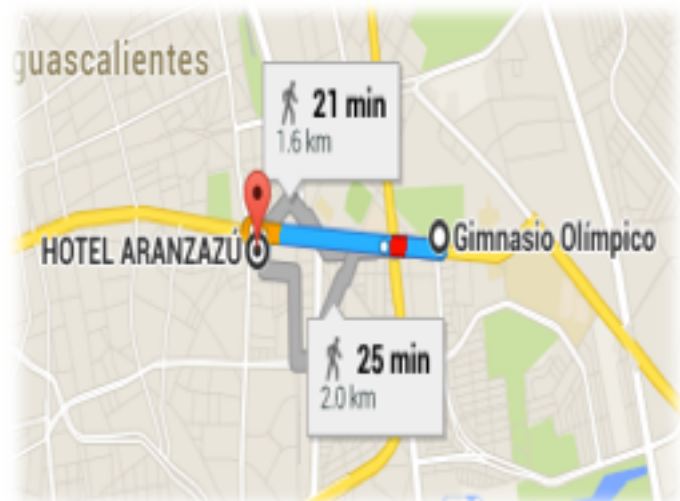 guascalientes
21 min
1.6 km
HOTEL ARANZAZÚ
Gimnasio Olímpico
25 min
2.0 km